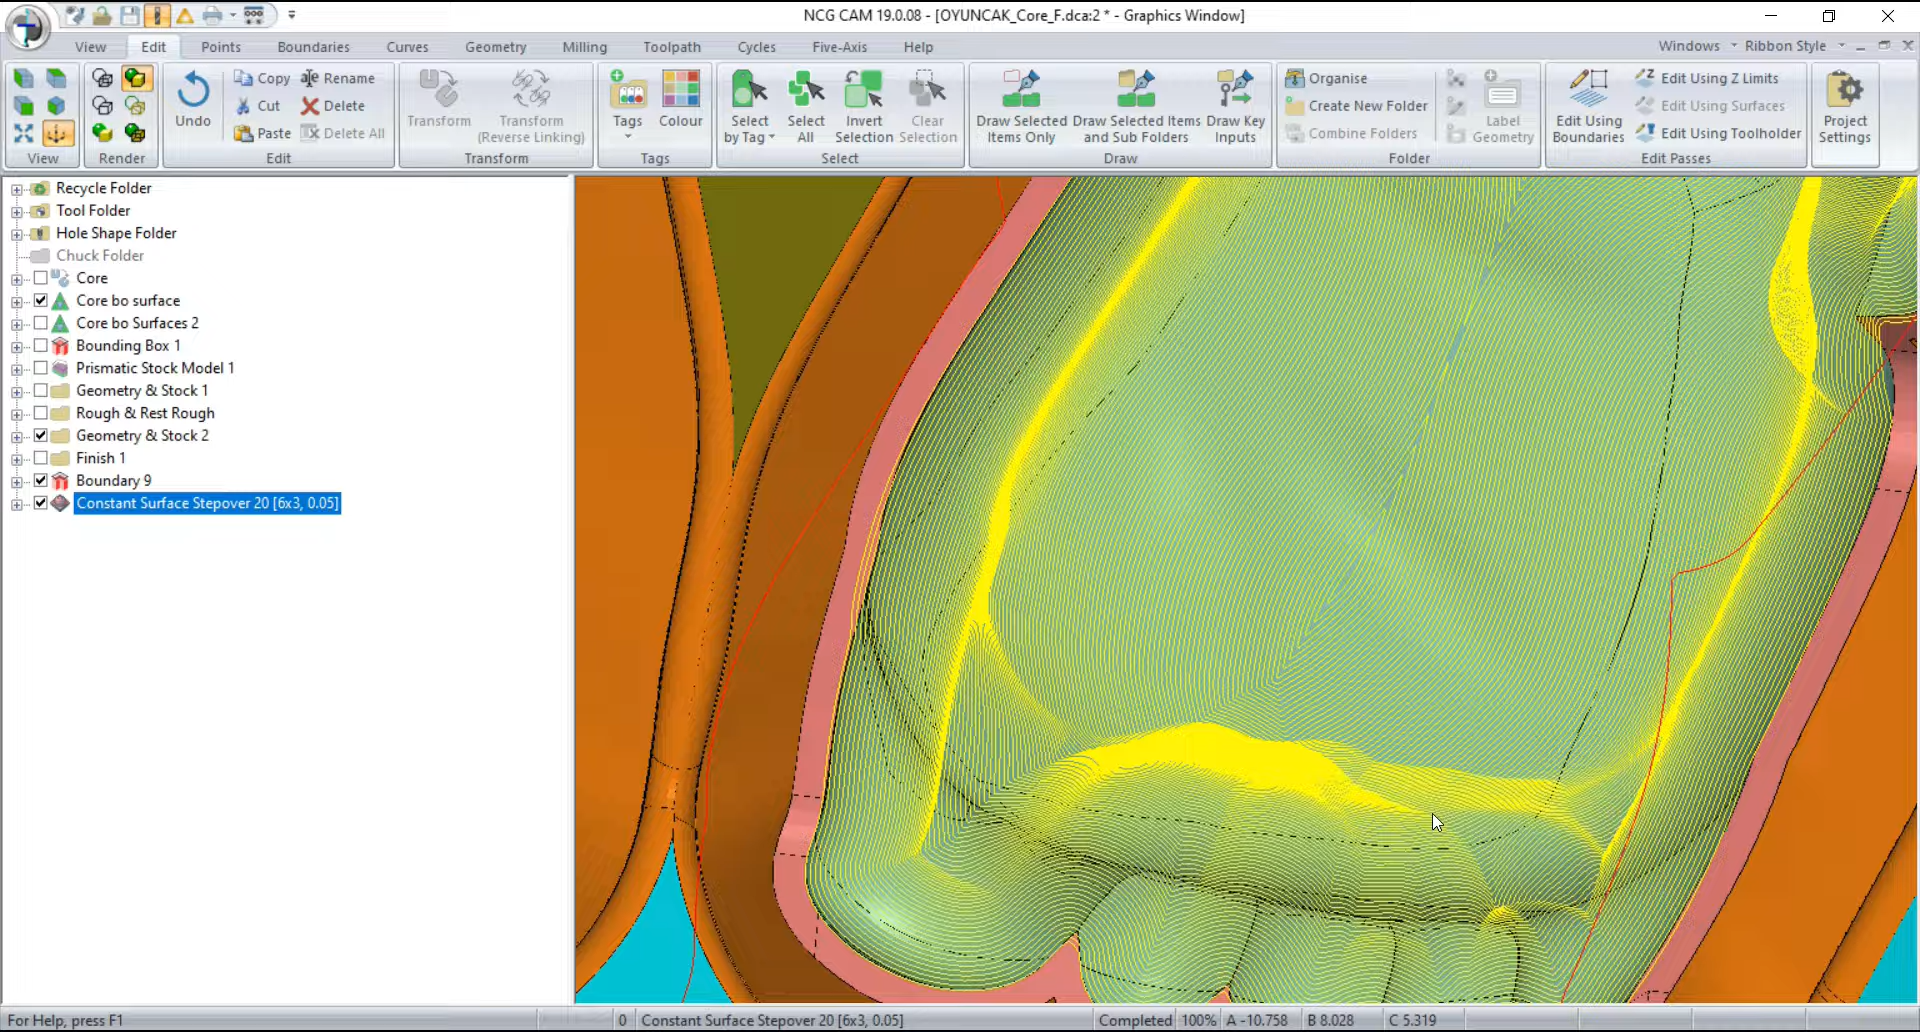 NCG CAM 19.0.08 - [OYUNCAK_Core_F.dca:2 * - Graphics Window]
View Edit Points Boundaries Curves Geometry Milling Toolpath Cycles Five-Axis Help Windows Ribbon Style
Copy Rename Organise Edit Using Z Limits
Cut Delete Create New Folder Edit Using Surfaces
Paste Delete All Combine Folders Edit Using Toolholder
Undo Transform Transform (Reverse Linking) Tags Colour Select by Tag Select All Invert Selection Clear Selection Draw Selected Items Only Draw Selected Items and Sub Folders Draw Key Inputs Label Geometry Edit Using Boundaries Project Settings
View Render Edit Transform Tags Select Draw Folder Edit Passes
Recycle Folder
Tool Folder
Hole Shape Folder
Chuck Folder
Core
Core bo surface
Core bo Surfaces 2
Bounding Box 1
Prismatic Stock Model 1
Geometry & Stock 1
Rough & Rest Rough
Geometry & Stock 2
Finish 1
Boundary 9
Constant Surface Stepover 20 [6x3, 0.05]
For Help, press F1 0 Constant Surface Stepover 20 [6x3, 0.05] Completed 100% A -10.758 B 8.028 C 5.319